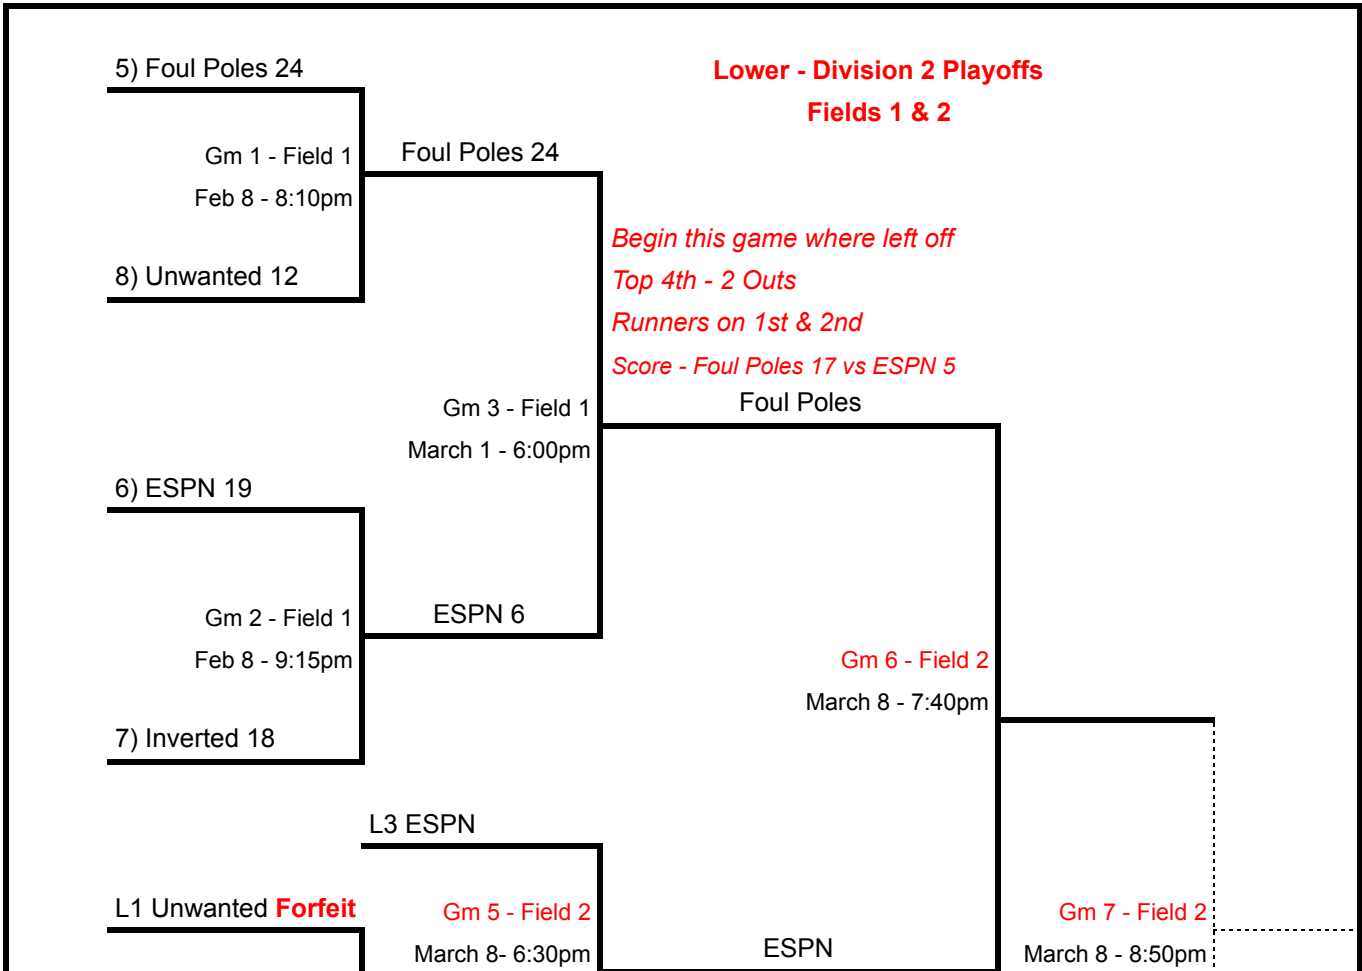 5) Foul Poles 24
Lower - Division 2 Playoffs
Fields 1 & 2
Gm 1 - Field 1
Foul Poles 24
Feb 8 - 8:10pm
Begin this game where left off
8) Unwanted 12
Top 4th - 2 Outs
Runners on 1st & 2nd
Score - Foul Poles 17 vs ESPN 5
Gm 3 - Field 1
Foul Poles
March 1 - 6:00pm
6) ESPN 19
Gm 2 - Field 1
ESPN 6
Feb 8 - 9:15pm
Gm 6 - Field 2
March 8 - 7:40pm
7) Inverted 18
L3 ESPN
L1 Unwanted Forfeit
Gm 5 - Field 2
Gm 7 - Field 2
March 8- 6:30pm
ESPN
March 8 - 8:50pm